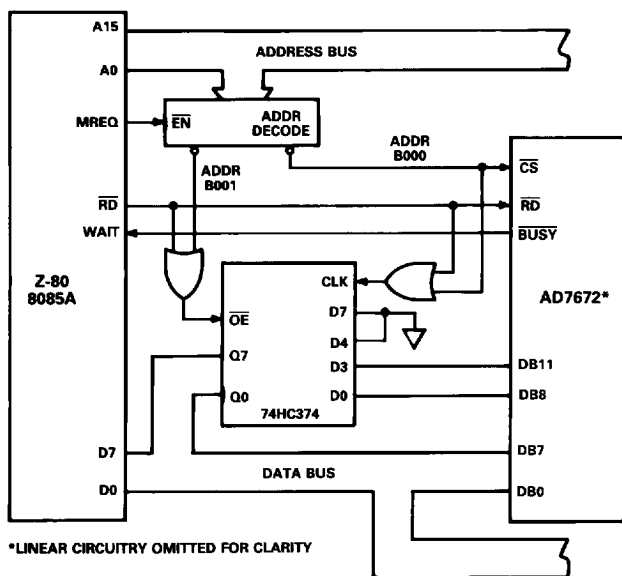 A15
ADDRESS BUS
A0
MREQ
EN
ADDR
DECODE
ADDR
B000
ADDR
B001
CS
RD
RD
WAIT
BUSY
Z-80
8085A
CLK
AD7672*
OE
D7
D4
Q7
D3
DB11
Q0
D0
DB8
74HC374
D7
DB7
DATA BUS
D0
DB0
*LINEAR CIRCUITRY OMITTED FOR CLARITY